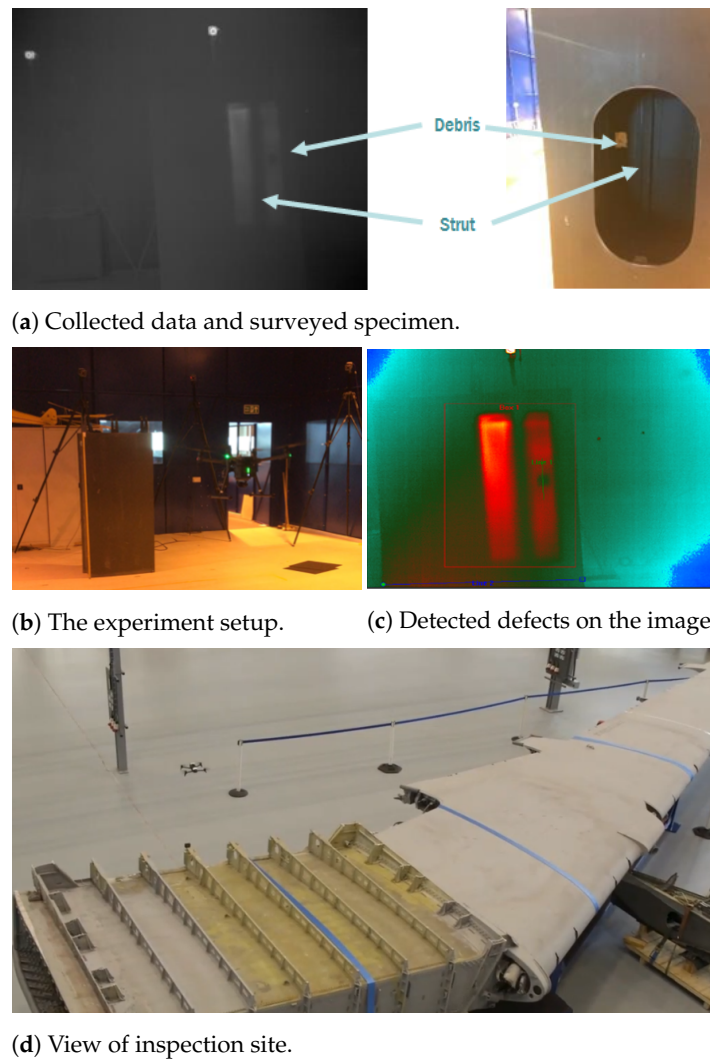 Debris
Strut
(a) Collected data and surveyed specimen.
(b) The experiment setup.
(c) Detected defects on the image
(d) View of inspection site.